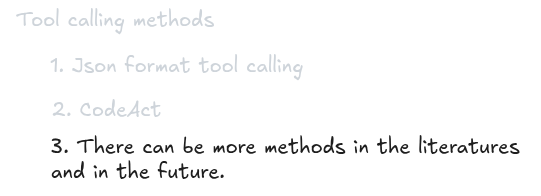 Tool calling methods
1. Json format tool calling
2. CodeAct
3. There can be more methods in the literatures
and in the future.